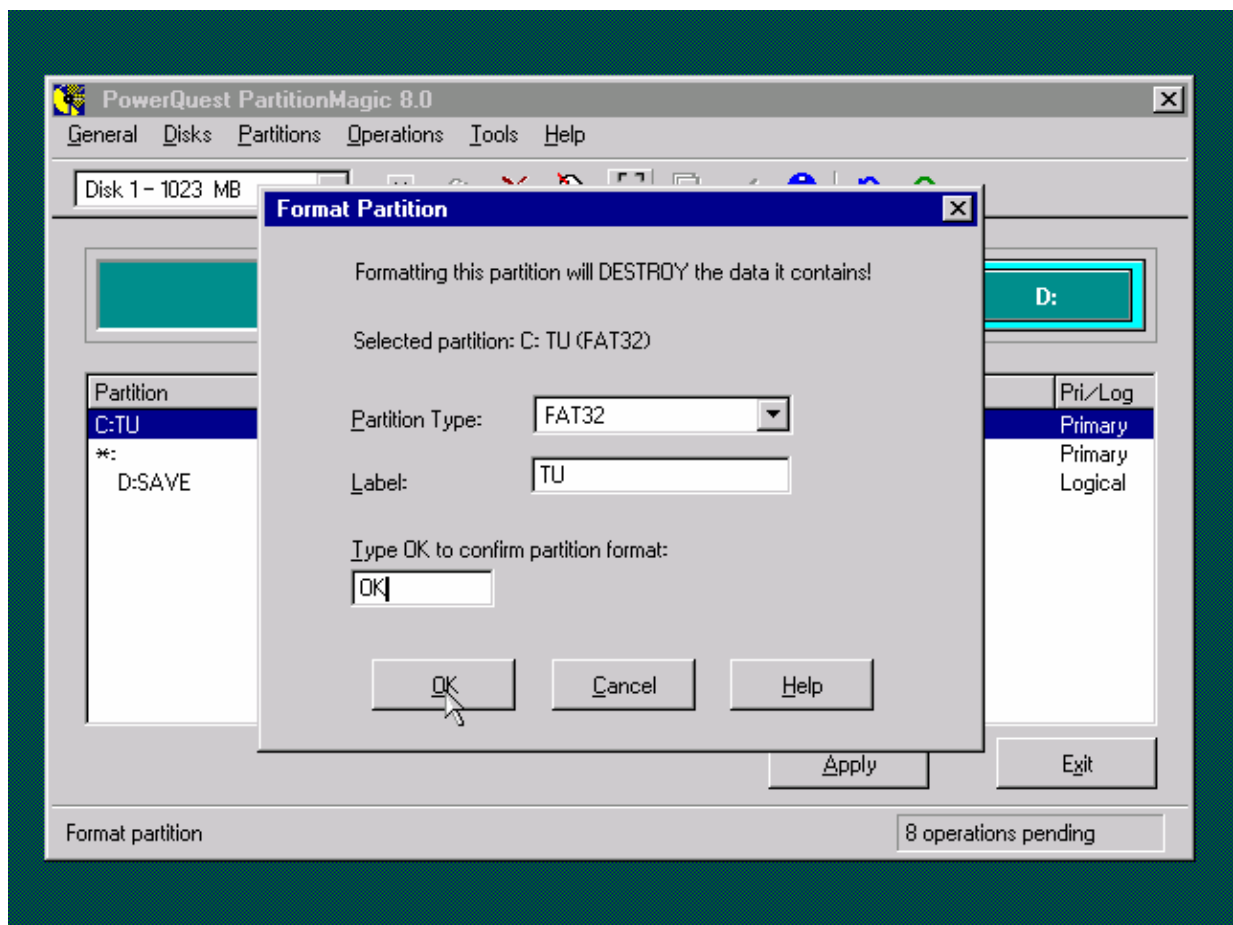 PowerQuest PartitionMagic 8.0
General Disks Partitions Operations Tools Help
Disk 1 - 1023 MB
Format Partition
Formatting this partition will DESTROY the data it contains!
D:
Selected partition: C: TU (FAT32)
Partition Pri/Log
Partition Type: FAT32
C:TU Primary
*: Primary
D:SAVE Logical
Label: TU
Type OK to confirm partition format:
OK
OK Cancel Help
Apply Exit
Format partition 8 operations pending